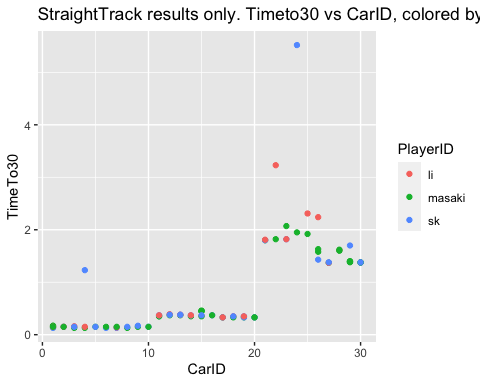 StraightTrack results only. Timeto30 vs CarID, colored by
TimeTo30
4
2
0
0
10
20
30
CarID
PlayerID
li
masaki
sk